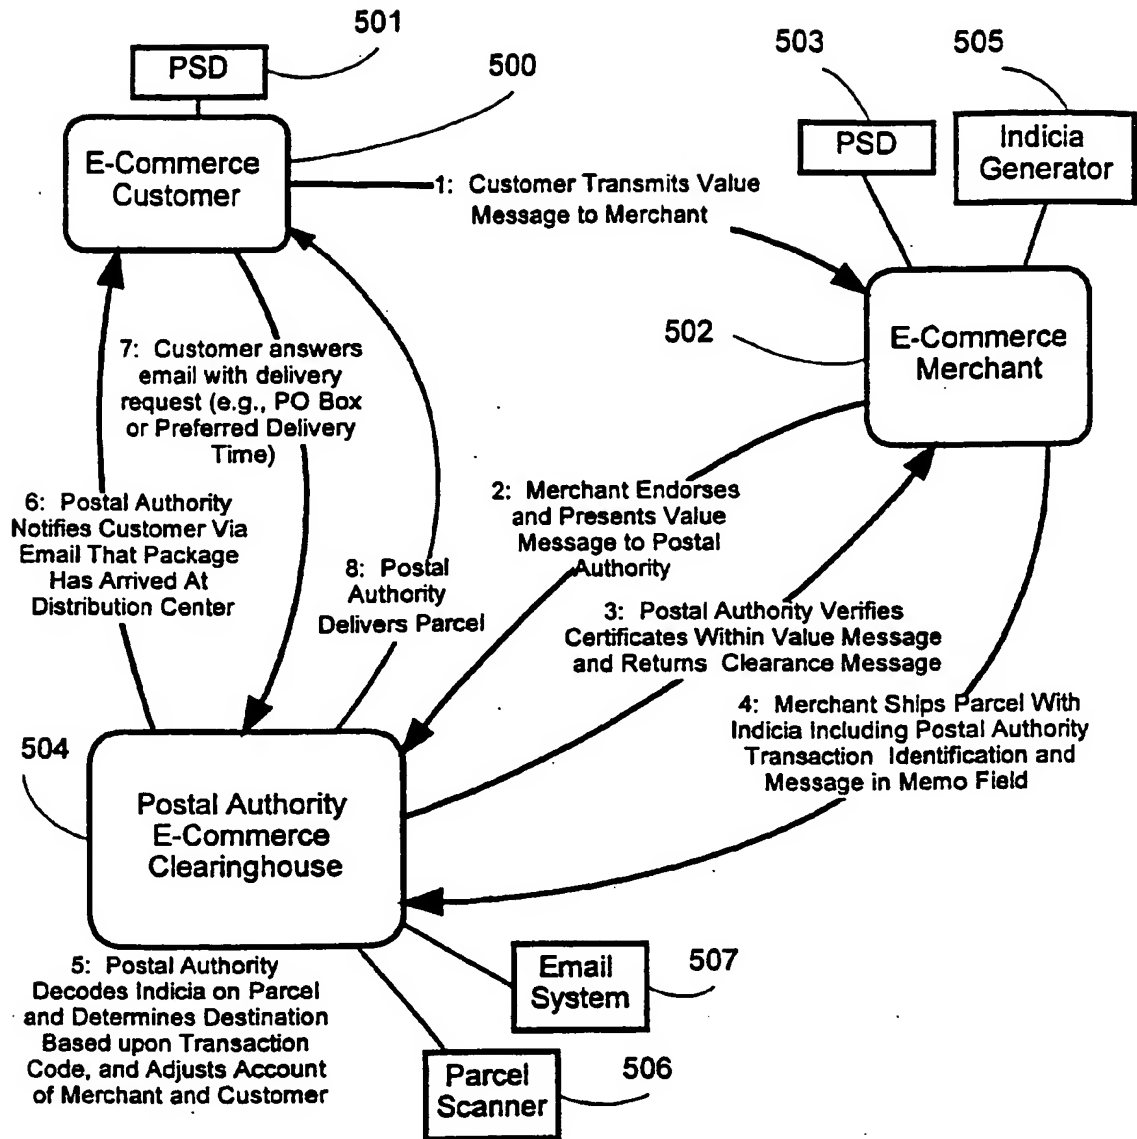 501
PSD
500
503
505
E-Commerce
Customer
PSD
Indicia
Generator
1: Customer Transmits Value
Message to Merchant
502
E-Commerce
Merchant
7: Customer answers
email with delivery
request (e.g., PO Box
or Preferred Delivery
Time)
6: Postal Authority
Notifies Customer Via
Email That Package
Has Arrived At
Distribution Center
8: Postal
Authority
Delivers Parcel
2: Merchant Endorses
and Presents Value
Message to Postal
Authority
3: Postal Authority Verifies
Certificates Within Value Message
and Returns Clearance Message
4: Merchant Ships Parcel With
Indicia Including Postal Authority
Transaction Identification and
Message in Memo Field
504
Postal Authority
E-Commerce
Clearinghouse
5: Postal Authority
Decodes Indicia on Parcel
and Determines Destination
Based upon Transaction
Code, and Adjusts Account
of Merchant and Customer
Email
System
507
Parcel
Scanner
506